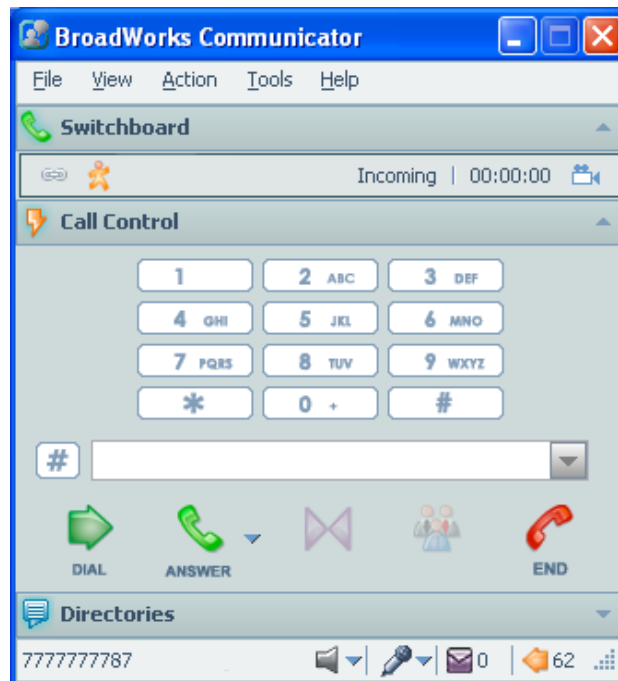 BroadWorks Communicator
File View Action Tools Help
Switchboard
Incoming | 00:00:00
Call Control
1 2 ABC 3 DEF
4 GHI 5 JKL 6 MNO
7 PQRS 8 TUV 9 WXYZ
* 0 + #
#
DIAL ANSWER END
Directories
7777777787 0 62